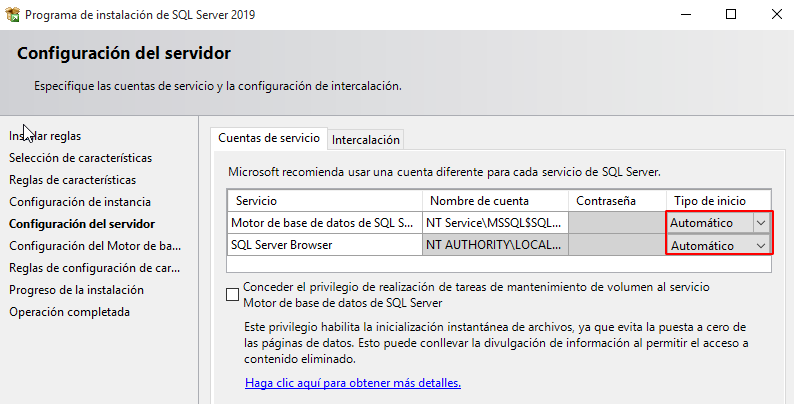 Programa de instalación de SQL Server 2019
Configuración del servidor
Especifique las cuentas de servicio y la configuración de intercalación.
Instalar reglas
Selección de características
Reglas de características
Configuración de instancia
Configuración del servidor
Configuración del Motor de ba...
Reglas de configuración de car...
Progreso de la instalación
Operación completada
Cuentas de servicio Intercalación
Microsoft recomienda usar una cuenta diferente para cada servicio de SQL Server.
Servicio Nombre de cuenta Contraseña Tipo de inicio
Motor de base de datos de SQL S... NT Service\MSSQL$SQL... Automático
SQL Server Browser NT AUTHORITY\LOCAL... Automático
Conceder el privilegio de realización de tareas de mantenimiento de volumen al servicio
Motor de base de datos de SQL Server
Este privilegio habilita la inicialización instantánea de archivos, ya que evita la puesta a cero de
las páginas de datos. Esto puede conllevar la divulgación de información al permitir el acceso a
contenido eliminado.
Haga clic aquí para obtener más detalles.